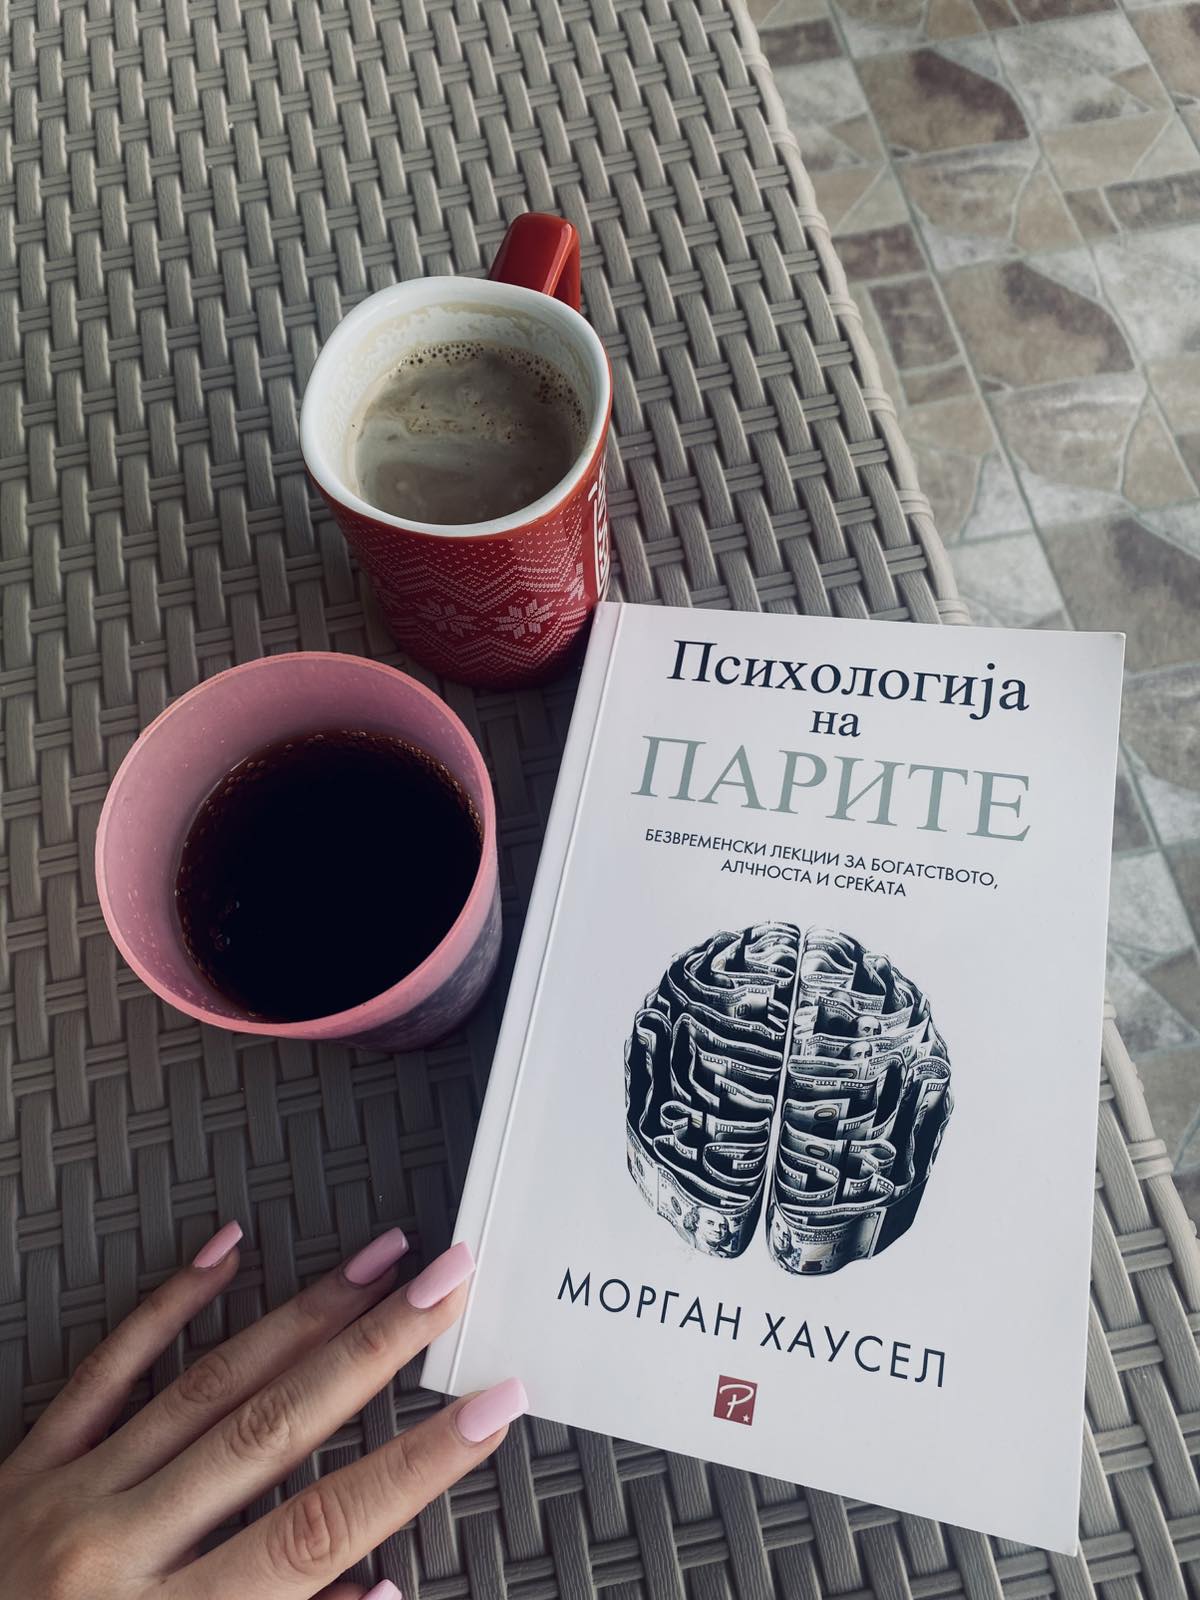 Психологија
на
ПАРИТЕ
БЕЗВРЕМЕНСКИ ЛЕКЦИИ ЗА БОГАТСТВОТО,
АЛЧНОСТА И СРЕЌАТА
МОРГАН ХАУСЕЛ
P